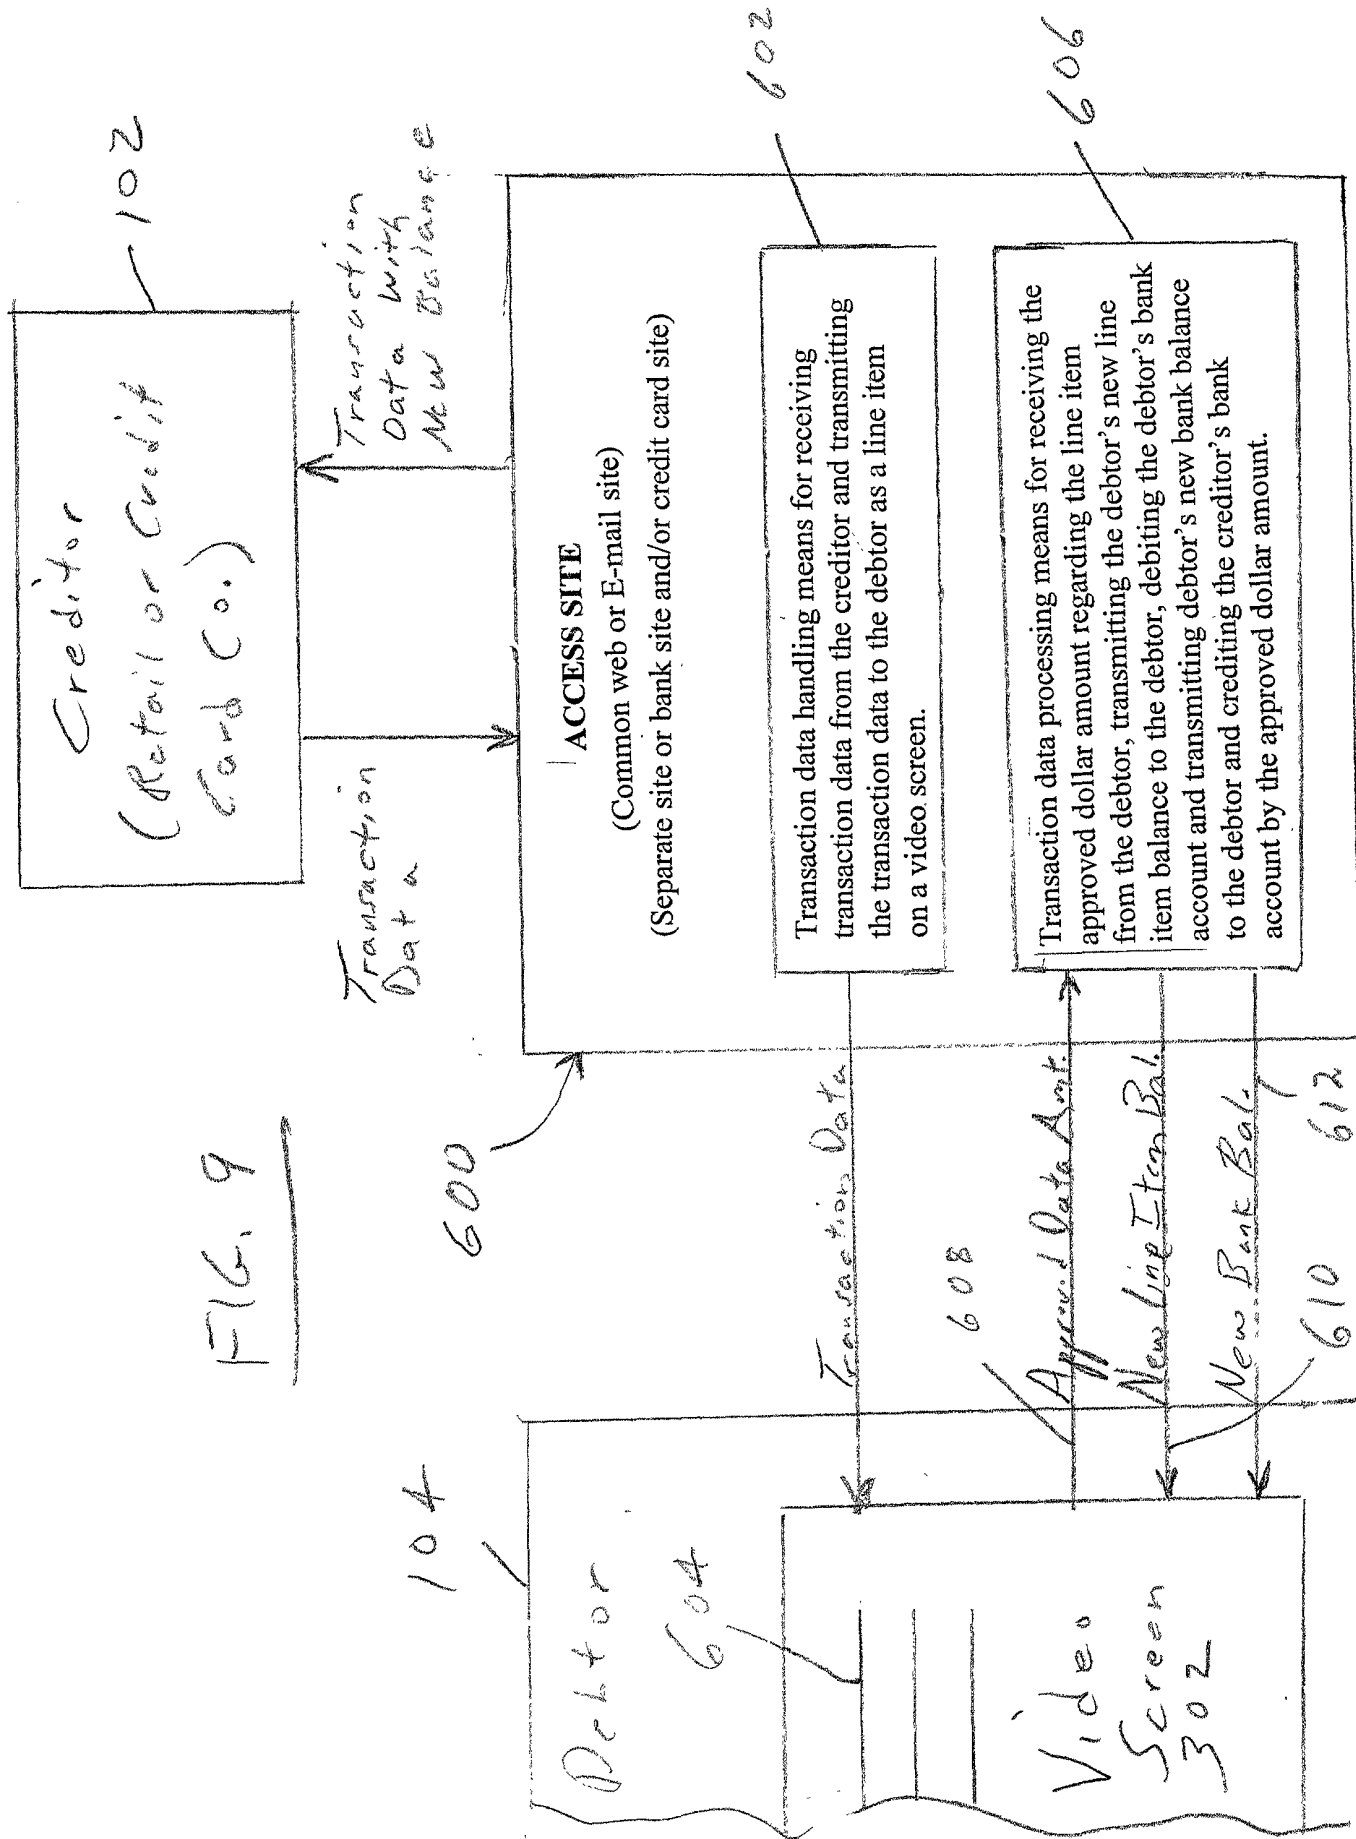 FIG. 9
Creditor
(Retail or Credit
Card Co.)
102
Transaction
Data
Transaction
Data with
New Balance
600
ACCESS SITE
(Common web or E-mail site)
(Separate site or bank site and/or credit card site)
Transaction data handling means for receiving
transaction data from the creditor and transmitting
the transaction data to the debtor as a line item
on a video screen.
602
Transaction data processing means for receiving the
approved dollar amount regarding the line item
from the debtor, transmitting the debtor's new line
item balance to the debtor, debiting the debtor's bank
account and transmitting debtor's new bank balance
to the debtor and crediting the creditor's bank
account by the approved dollar amount.
606
104
Debtor
604
Video
Screen
302
Transaction Data
608
Approved Data Amt.
New Line Item Bal.
New Bank Bal.
610
612